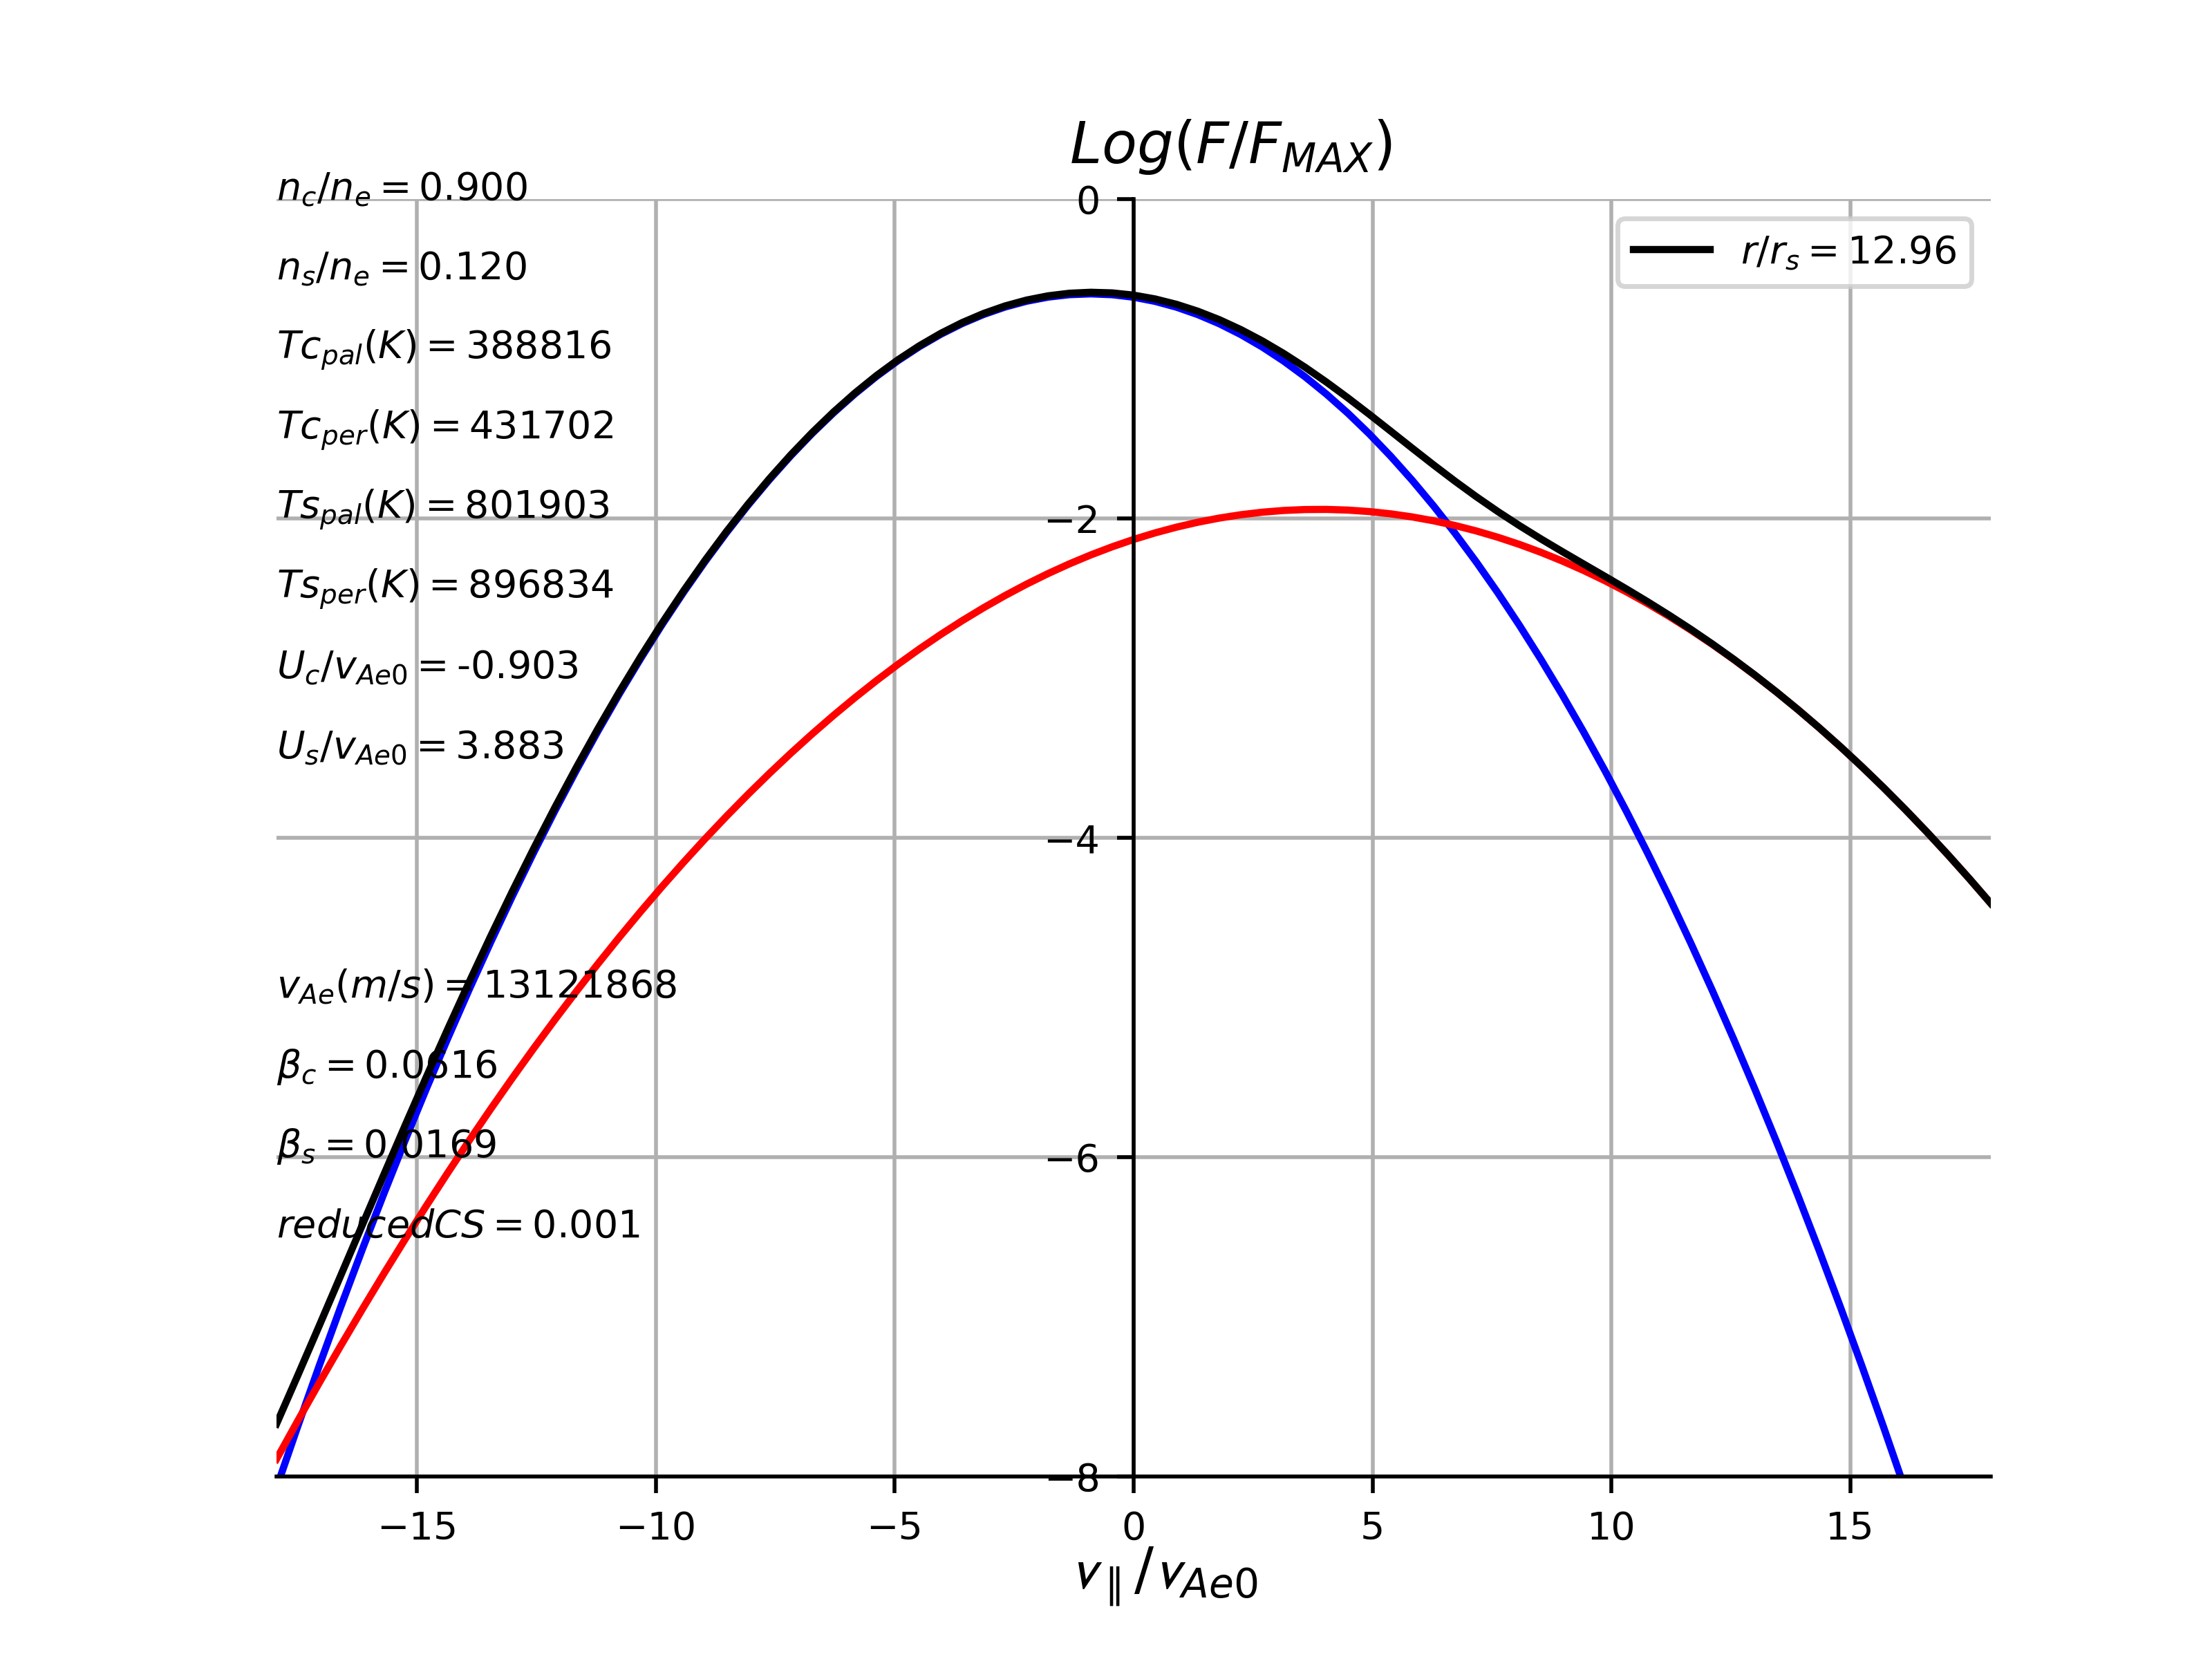 Log(F/F_MAX)
n_c/n_e = 0.900
0
r/r_s = 12.96
n_s/n_e = 0.120
Tc_pal(K) = 388816
Tc_per(K) = 431702
Ts_pal(K) = 801903
−2
Ts_per(K) = 896834
U_c/v_Ae0 = -0.903
U_s/v_Ae0 = 3.883
−4
v_Ae(m/s) = 13121868
β_c = 0.0616
β_s = 0.0169
−6
reducedCS = 0.001
−8
−15 −10 −5 0 5 10 15
v_∥/v_Ae0